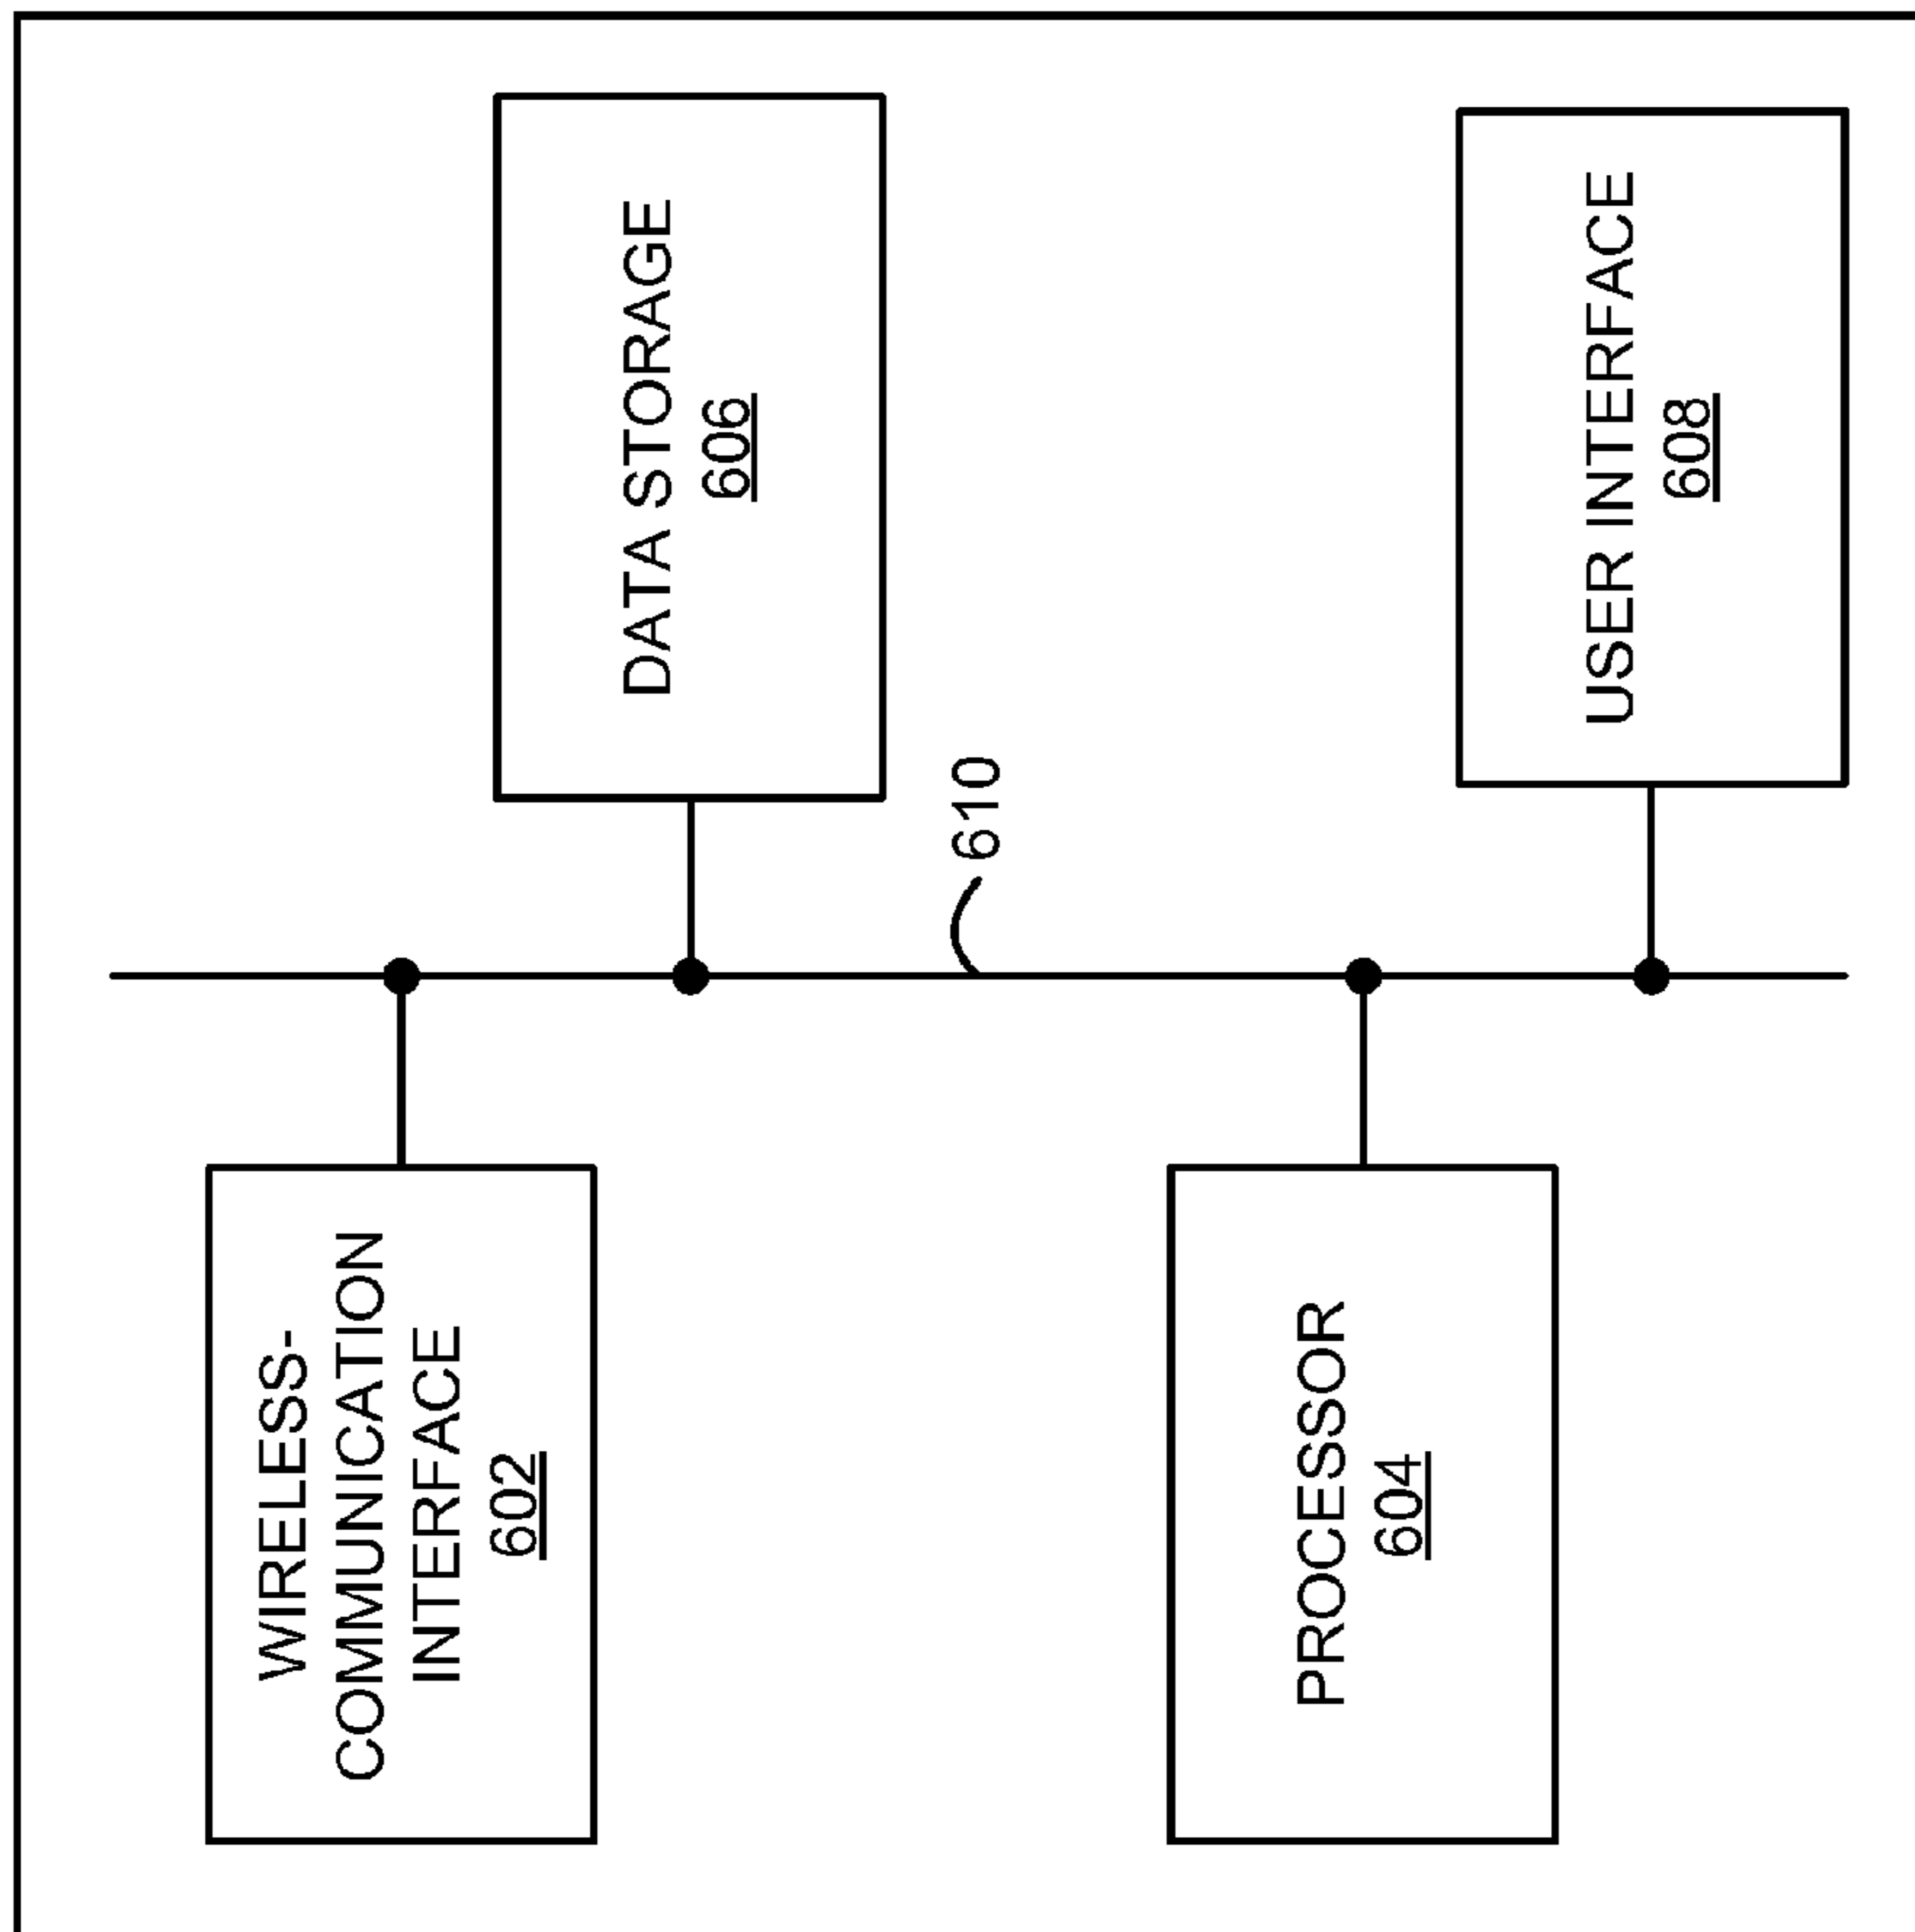 WIRELESS-
COMMUNICATION
INTERFACE
602
DATA STORAGE
606
610
PROCESSOR
604
USER INTERFACE
608